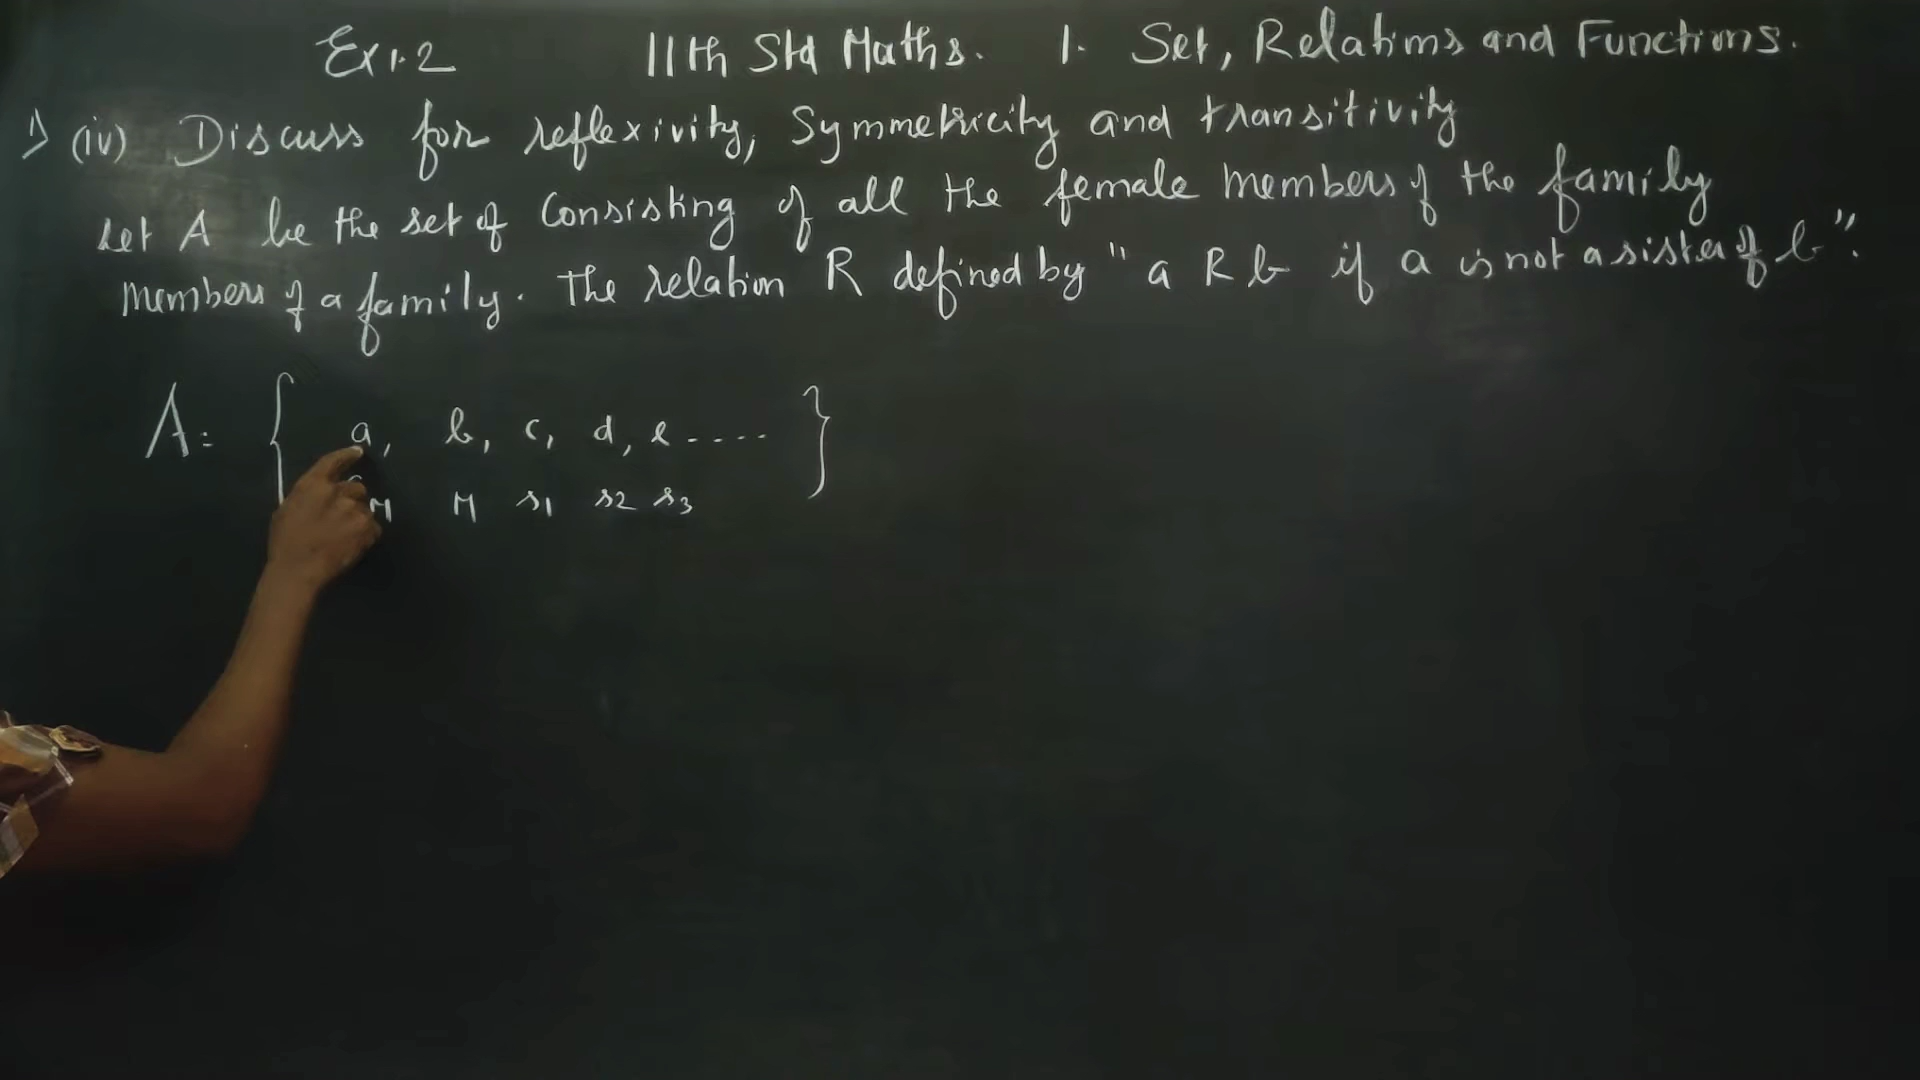 Ex 1.2 11th Std Maths. 1. Set, Relations and Functions.
1) (iv) Discuss for reflexivity, Symmetricity and transitivity
Let A be the set of Consisting of all the female members of the family
members of a family. The relation R defined by "a R b if a is not a sister of b".
A = { a, b, c, d, e ---- }
M M s1 s2 s3